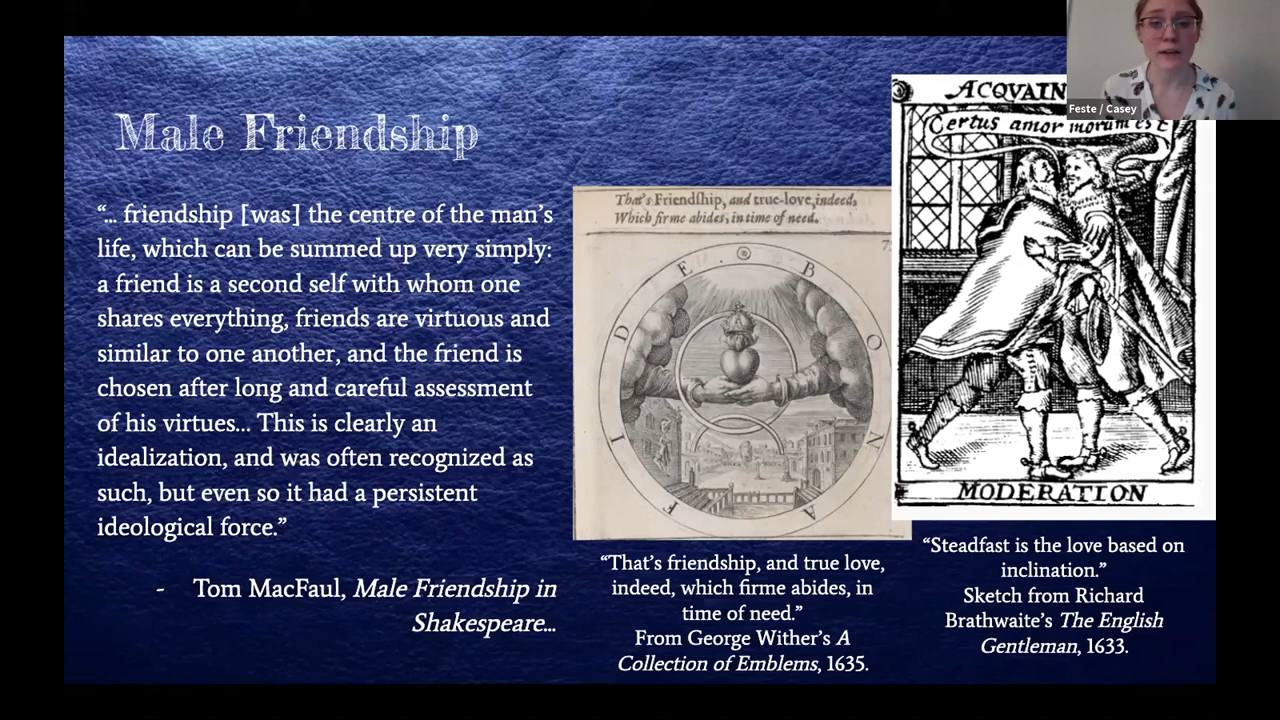 Male Friendship
“... friendship [was] the centre of the man’s
life, which can be summed up very simply:
a friend is a second self with whom one
shares everything, friends are virtuous and
similar to one another, and the friend is
chosen after long and careful assessment
of his virtues... This is clearly an
idealization, and was often recognized as
such, but even so it had a persistent
ideological force.”
- Tom MacFaul, Male Friendship in
Shakespeare...
That's Friendſhip, and true-love, indeed,
Which firme abides, in time of need.
BONA FIDE.
“That’s friendship, and true love,
indeed, which firme abides, in
time of need.”
From George Wither’s A
Collection of Emblems, 1635.
ACQVAIN
Certus amor morum est
MODERATION
“Steadfast is the love based on
inclination.”
Sketch from Richard
Brathwaite’s The English
Gentleman, 1633.
Feste / Casey